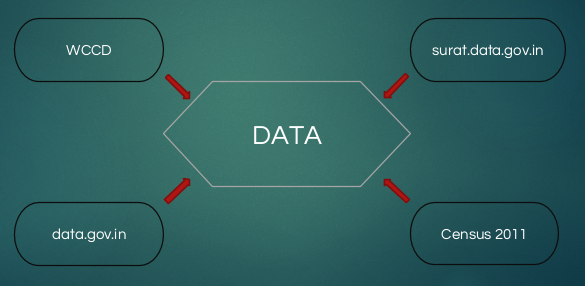 WCCD
surat.data.gov.in
DATA
data.gov.in
Census 2011